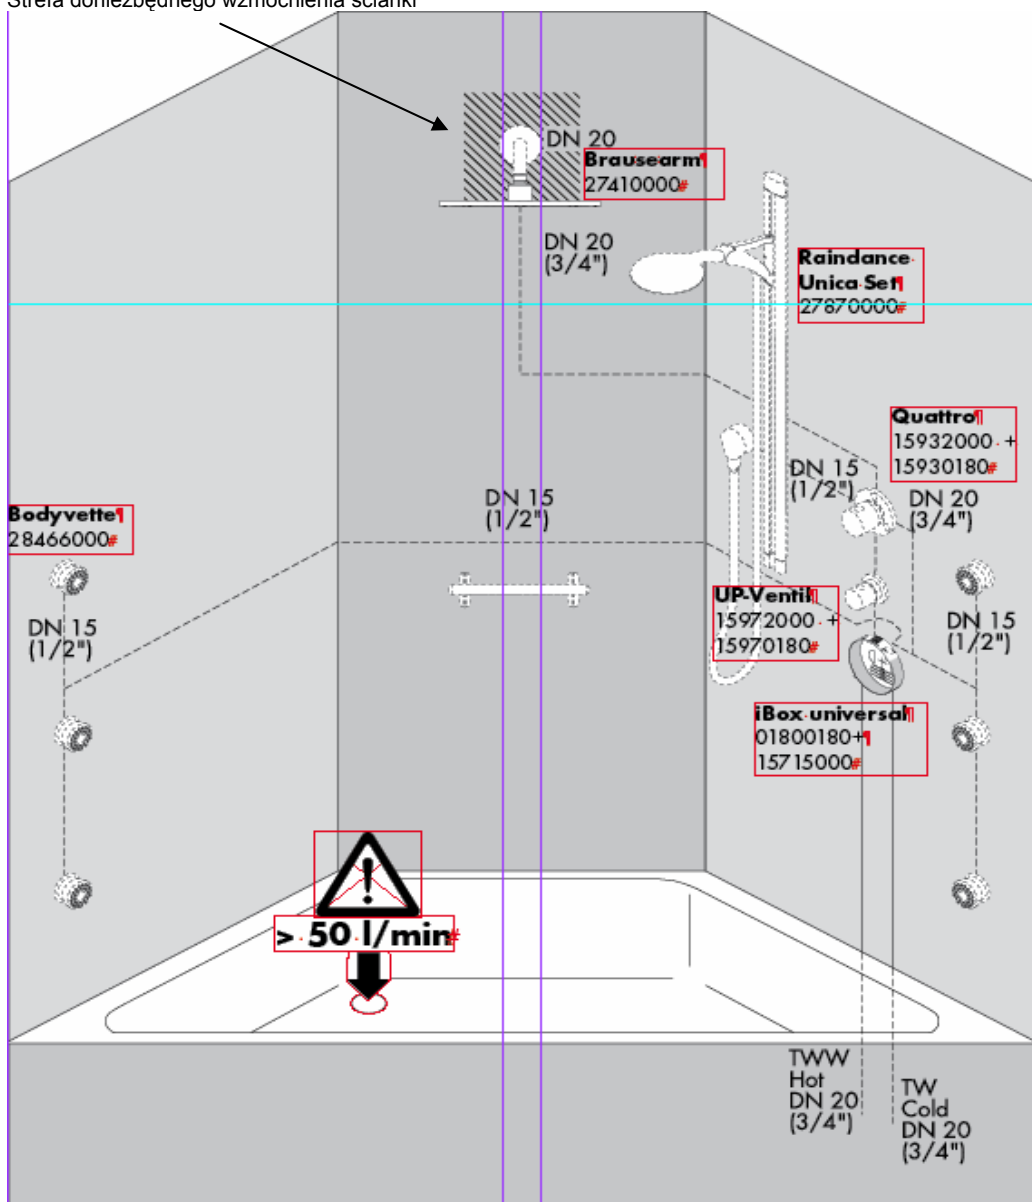 Strefa doniezbędnego wzmocnienia ścianki
DN 20
Brausearm¶
27410000#
DN 20
(3/4")
Raindance·
Unica·Set¶
27870000#
Quattro¶
15932000·+
15930180#
DN 15
(1/2")
DN 20
(3/4")
DN 15
(1/2")
Bodyvette¶
28466000#
DN 15
(1/2")
UP-Ventil¶
15972000·+
15970180#
DN 15
(1/2")
iBox·universal¶
01800180+¶
15715000#
!
>·50·l/min#
TWW
Hot
DN 20
(3/4")
TW
Cold
DN 20
(3/4")